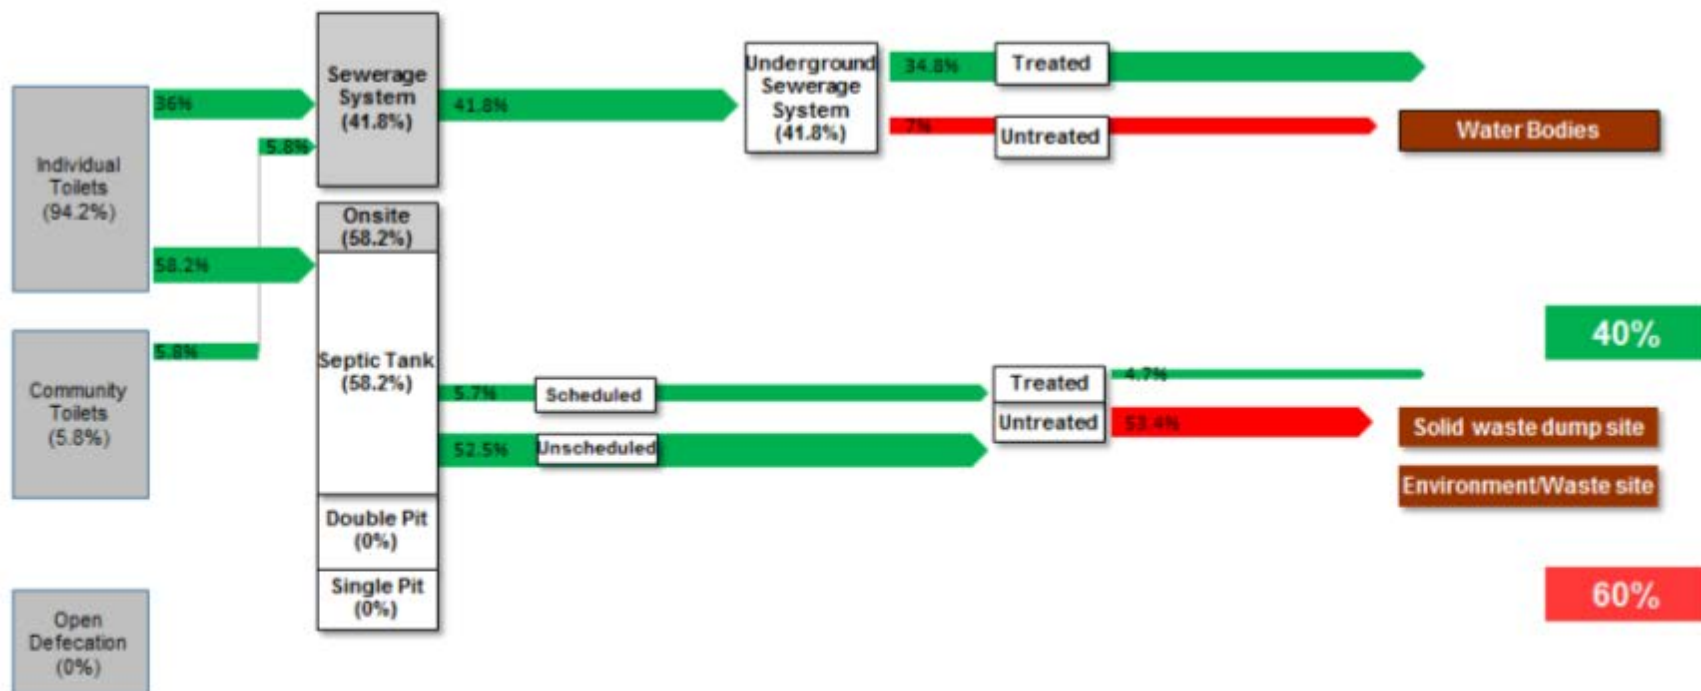 Individual
Toilets
(94.2%)
Community
Toilets
(5.8%)
Open
Defecation
(0%)
36%
5.8%
58.2%
5.8%
Sewerage
System
(41.8%)
Onsite
(58.2%)
Septic Tank
(58.2%)
Double Pit
(0%)
Single Pit
(0%)
41.8%
5.7%
Scheduled
52.5%
Unscheduled
Underground
Sewerage
System
(41.8%)
34.8%
Treated
7%
Untreated
Water Bodies
Treated
Untreated
4.7%
53.4%
Solid waste dump site
Environment/Waste site
40%
60%